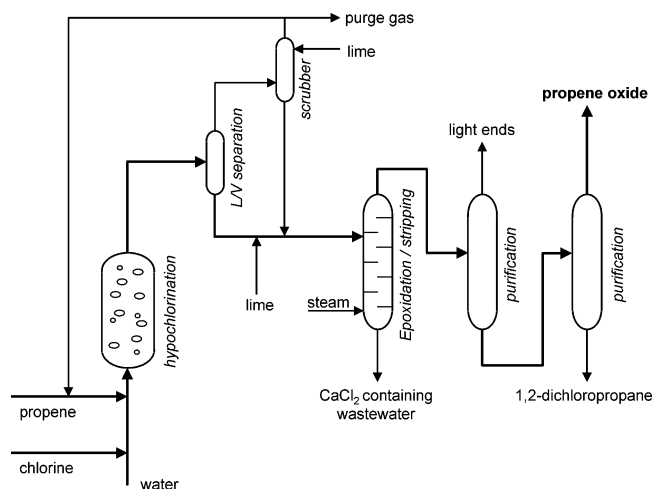 purge gas
lime
scrubber
propene oxide
light ends
L/V separation
Epoxidation / stripping
purification
purification
hypochlorination
lime
steam
CaCl2 containing
wastewater
1,2-dichloropropane
propene
chlorine
water